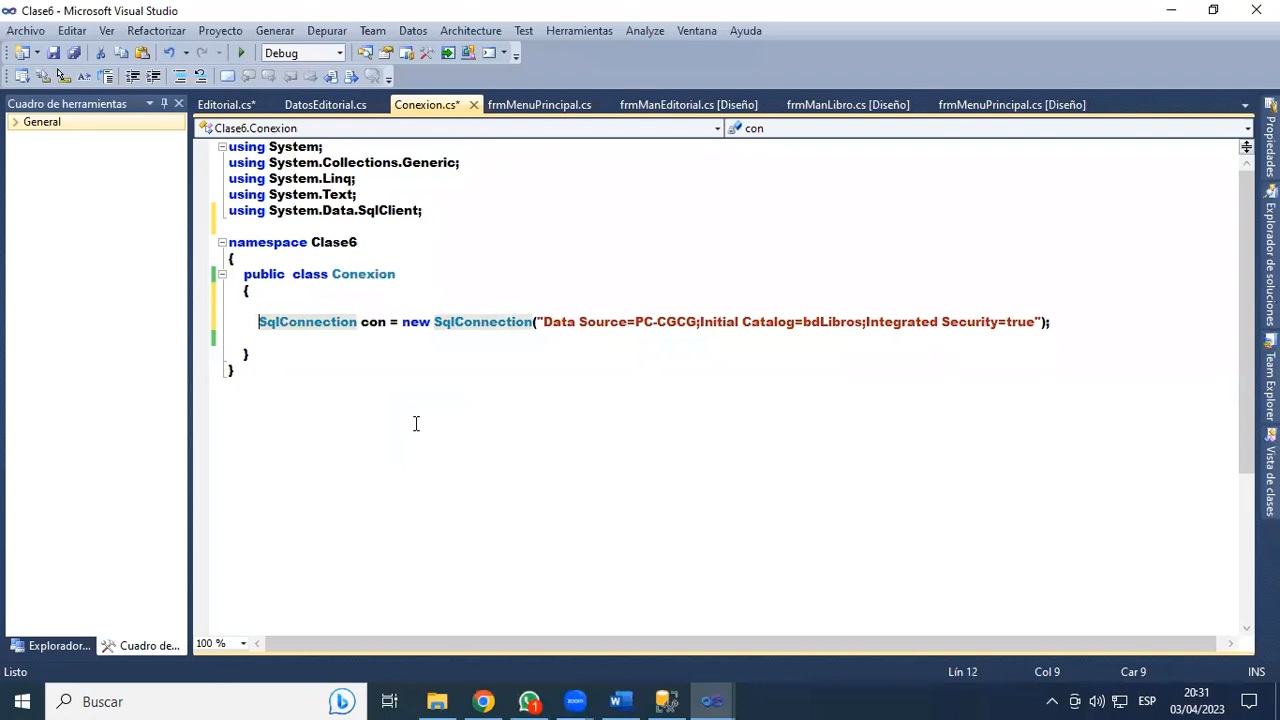 Clase6 - Microsoft Visual Studio
Archivo Editar Ver Refactorizar Proyecto Generar Depurar Team Datos Architecture Test Herramientas Analyze Ventana Ayuda
Debug
Cuadro de herramientas
Editorial.cs* DatosEditorial.cs Conexion.cs* frmMenuPrincipal.cs frmManEditorial.cs [Diseño] frmManLibro.cs [Diseño] frmMenuPrincipal.cs [Diseño]
General
Clase6.Conexion
con
using System;
using System.Collections.Generic;
using System.Linq;
using System.Text;
using System.Data.SqlClient;
namespace Clase6
{
public class Conexion
{
SqlConnection con = new SqlConnection("Data Source=PC-CGCG;Initial Catalog=bdLibros;Integrated Security=true");
}
}
Propiedades
Explorador de soluciones
Team Explorer
Vista de clases
100 %
Explorador... Cuadro de...
Listo
Lín 12 Col 9 Car 9 INS
Buscar
zoom
1
ESP
20:31
03/04/2023